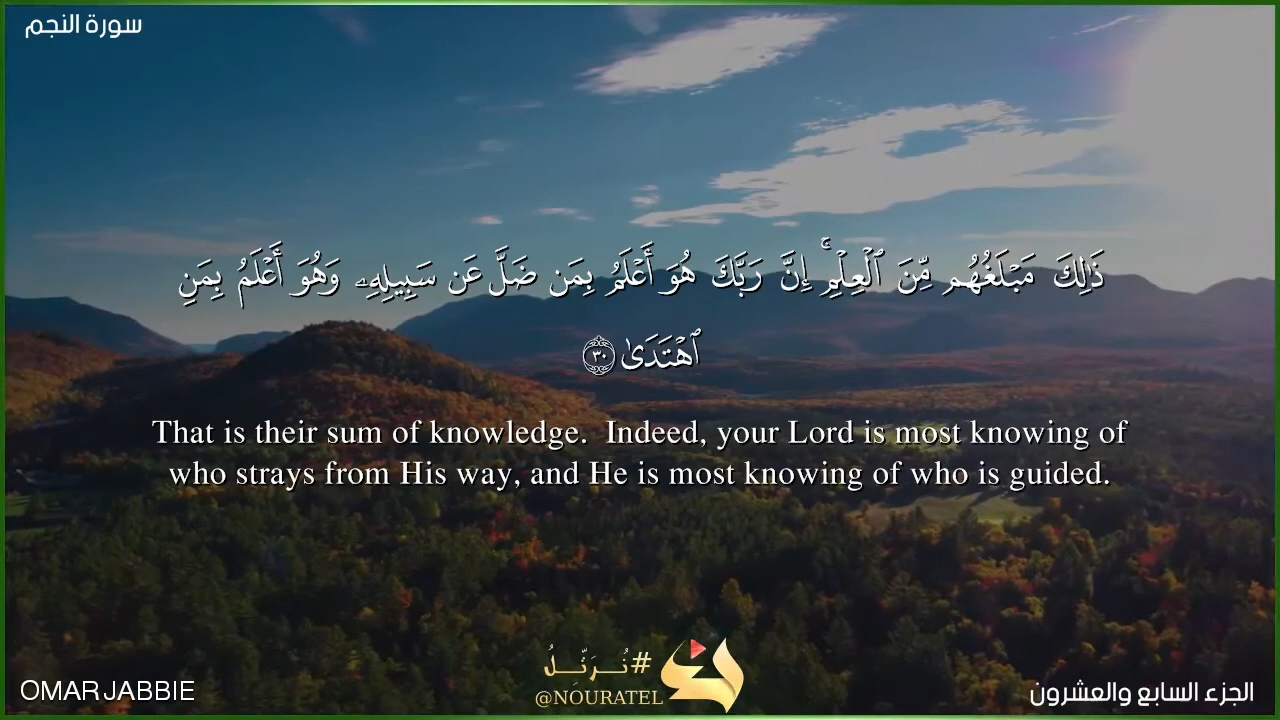 سورة النجم
ذَٰلِكَ مَبْلَغُهُم مِّنَ ٱلْعِلْمِ ۚ إِنَّ رَبَّكَ هُوَ أَعْلَمُ بِمَن ضَلَّ عَن سَبِيلِهِۦ وَهُوَ أَعْلَمُ بِمَنِ
ٱهْتَدَىٰ ٣٠
That is their sum of knowledge.  Indeed, your Lord is most knowing of
who strays from His way, and He is most knowing of who is guided.
#نُرَتِّلُ
@NOURATEL
OMAR JABBIE
الجزء السابع والعشرون